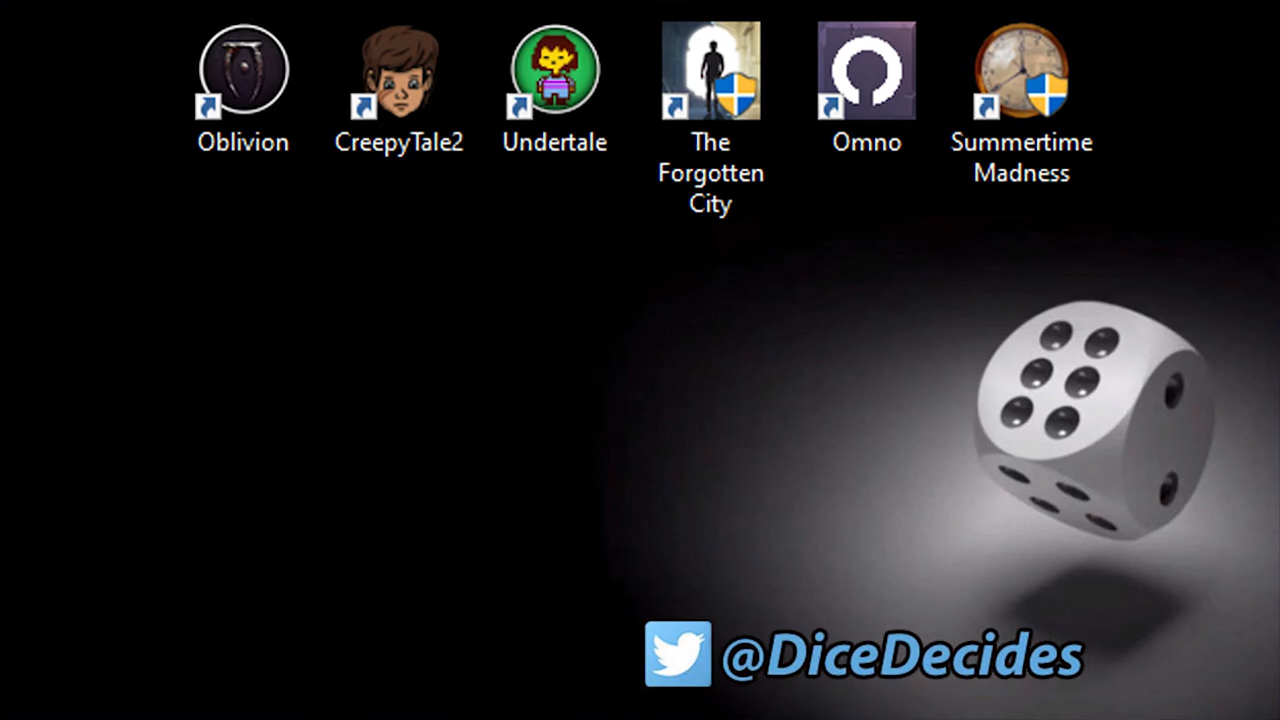 Oblivion
CreepyTale2
Undertale
The
Forgotten
City
Omno
Summertime
Madness
@DiceDecides